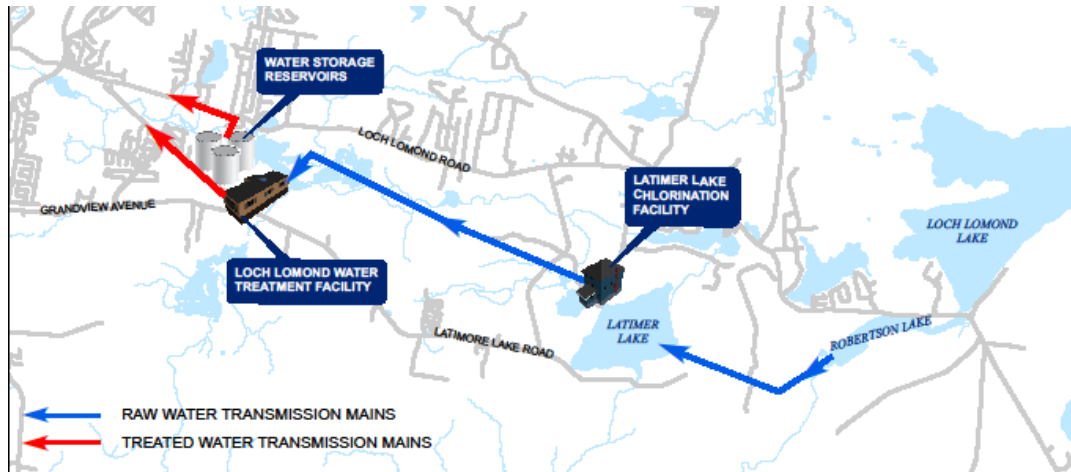 WATER STORAGE
RESERVOIRS
LOCH LOMOND ROAD
LATIMER LAKE
CHLORINATION
FACILITY
GRANDVIEW AVENUE
LOCH LOMOND
LAKE
LOCH LOMOND WATER
TREATMENT FACILITY
LATIMER
LAKE
LATIMORE LAKE ROAD
ROBERTSON LAKE
RAW WATER TRANSMISSION MAINS
TREATED WATER TRANSMISSION MAINS